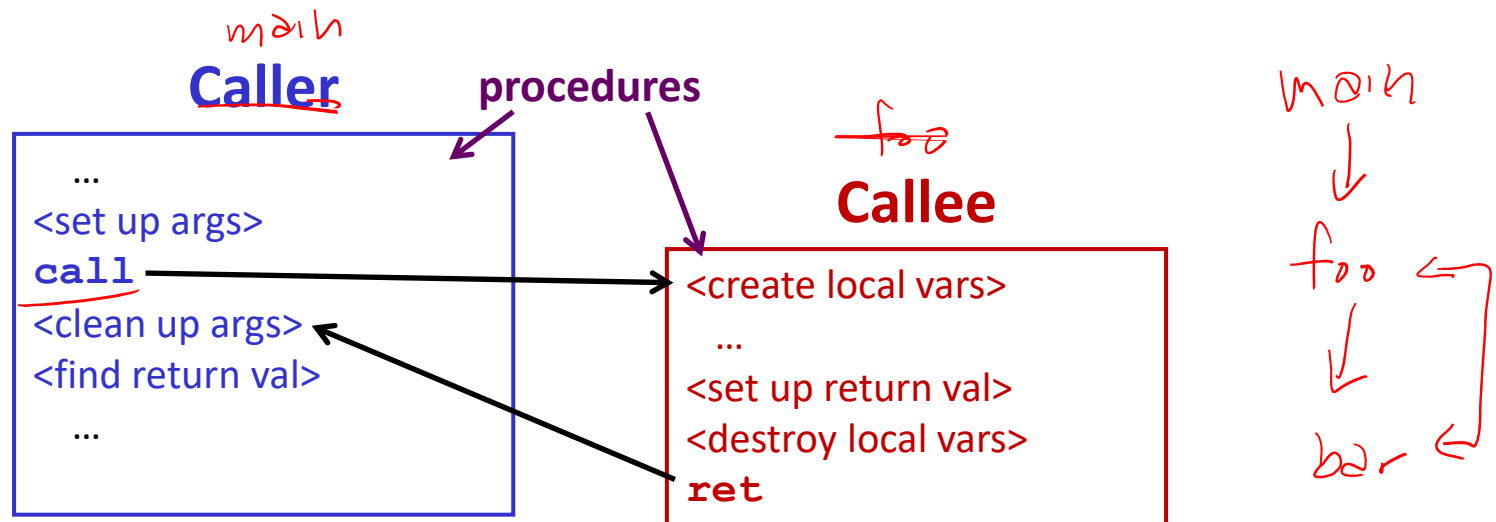 main
Caller
procedures
...
<set up args>
call
<clean up args>
<find return val>
...
foo
Callee
<create local vars>
...
<set up return val>
<destroy local vars>
ret
main
foo
bar